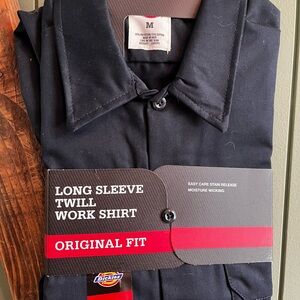 M
LONG SLEEVE
TWILL
WORK SHIRT
EASY CARE STAIN RELEASE
MOISTURE WICKING
ORIGINAL FIT
Dickies